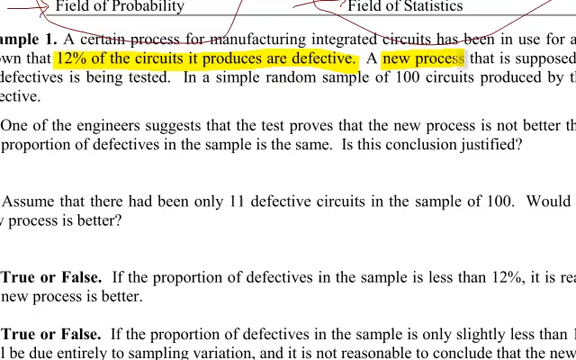 Field of Probability Field of Statistics
ample 1. A certain process for manufacturing integrated circuits has been in use for a
wn that 12% of the circuits it produces are defective. A new process that is supposed
defectives is being tested. In a simple random sample of 100 circuits produced by th
ective.
One of the engineers suggests that the test proves that the new process is not better th
proportion of defectives in the sample is the same. Is this conclusion justified?
Assume that there had been only 11 defective circuits in the sample of 100. Would
process is better?
True or False. If the proportion of defectives in the sample is less than 12%, it is rea
new process is better.
True or False. If the proportion of defectives in the sample is only slightly less than 1
l be due entirely to sampling variation, and it is not reasonable to conclude that the new